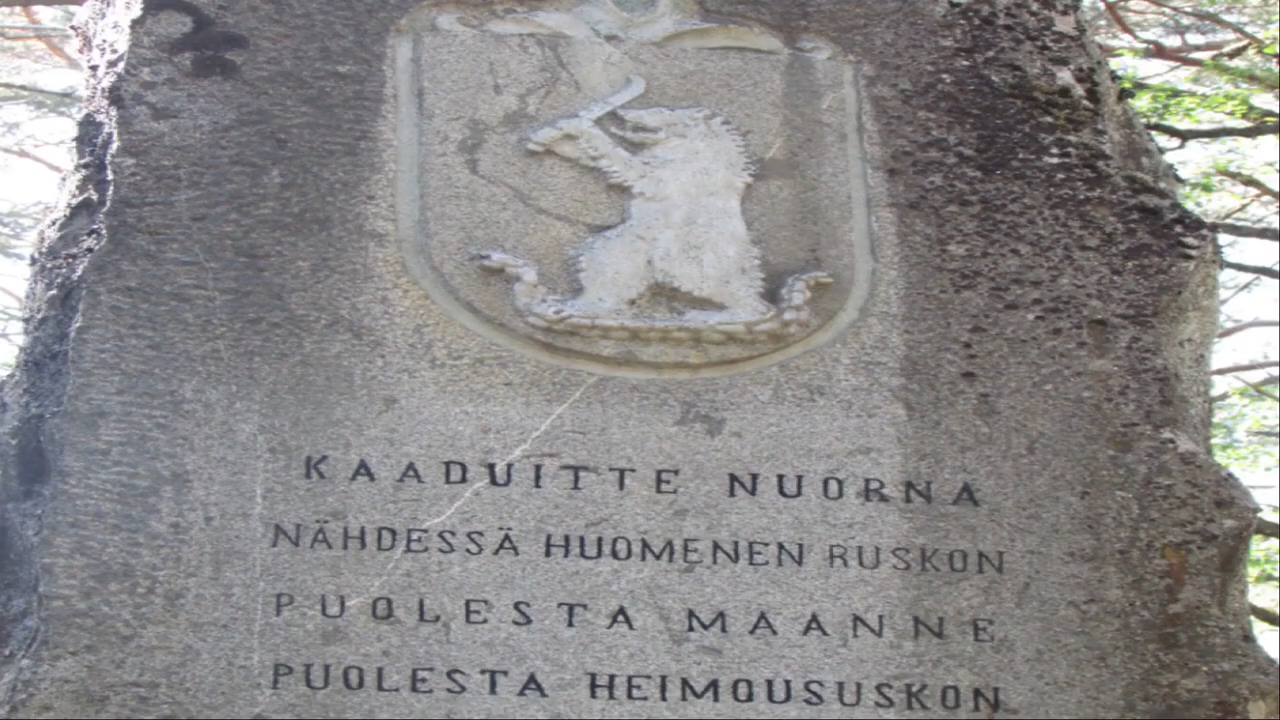 KAADUITTE NUORNA
NÄHDESSÄ HUOMENEN RUSKON
PUOLESTA MAANNE
PUOLESTA HEIMOUSUSKON